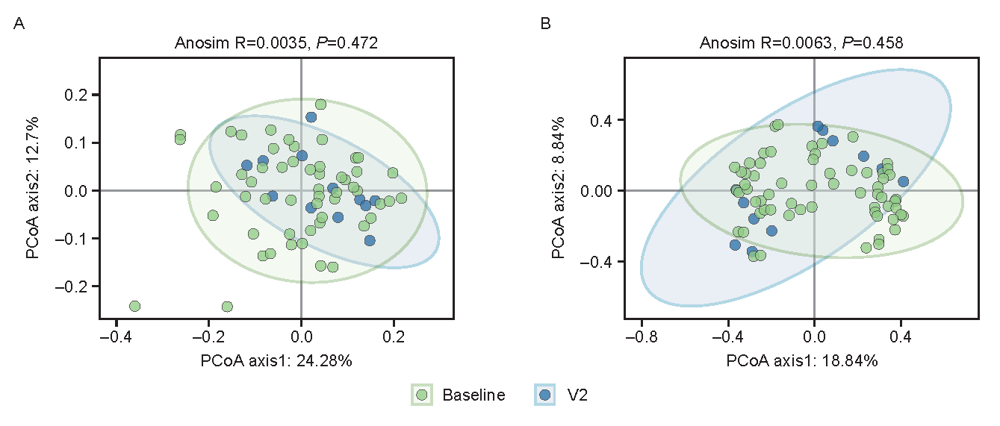 A
Anosim R=0.0035, P=0.472
0.2
0.1
0.0
–0.1
–0.2
PCoA axis2: 12.7%
–0.4
–0.2
0.0
0.2
PCoA axis1: 24.28%
B
Anosim R=0.0063, P=0.458
0.4
0.00
–0.4
PCoA axis2: 8.84%
–0.8
–0.4
0.0
0.4
PCoA axis1: 18.84%
Baseline
V2